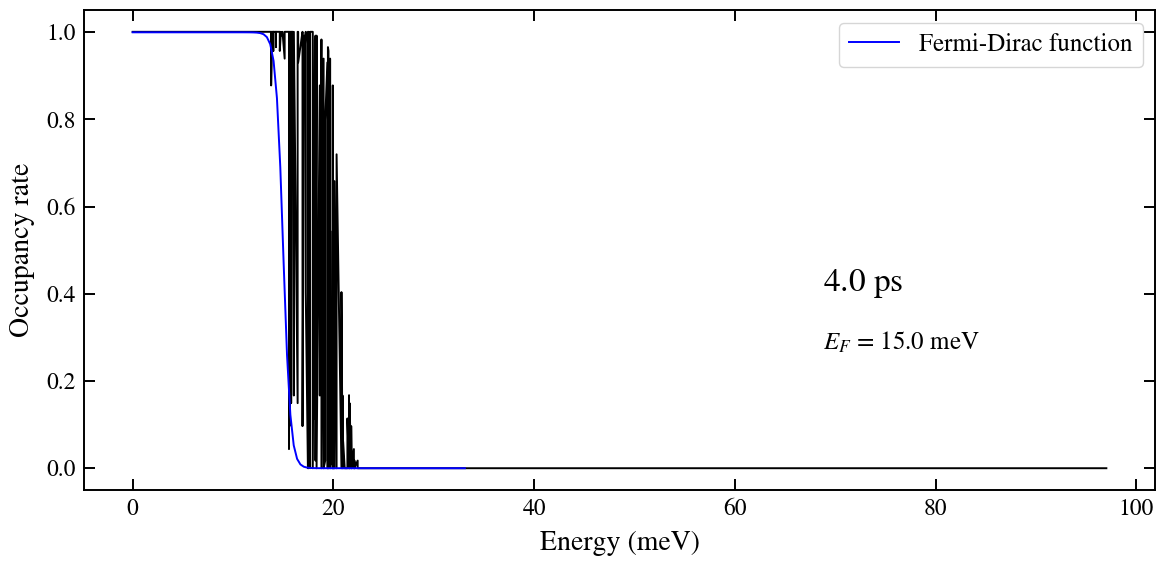 1.0
0.8
0.6
0.4
0.2
0.0
Occupancy rate
Fermi-Dirac function
4.0 ps
E_F = 15.0 meV
0 20 40 60 80 100
Energy (meV)